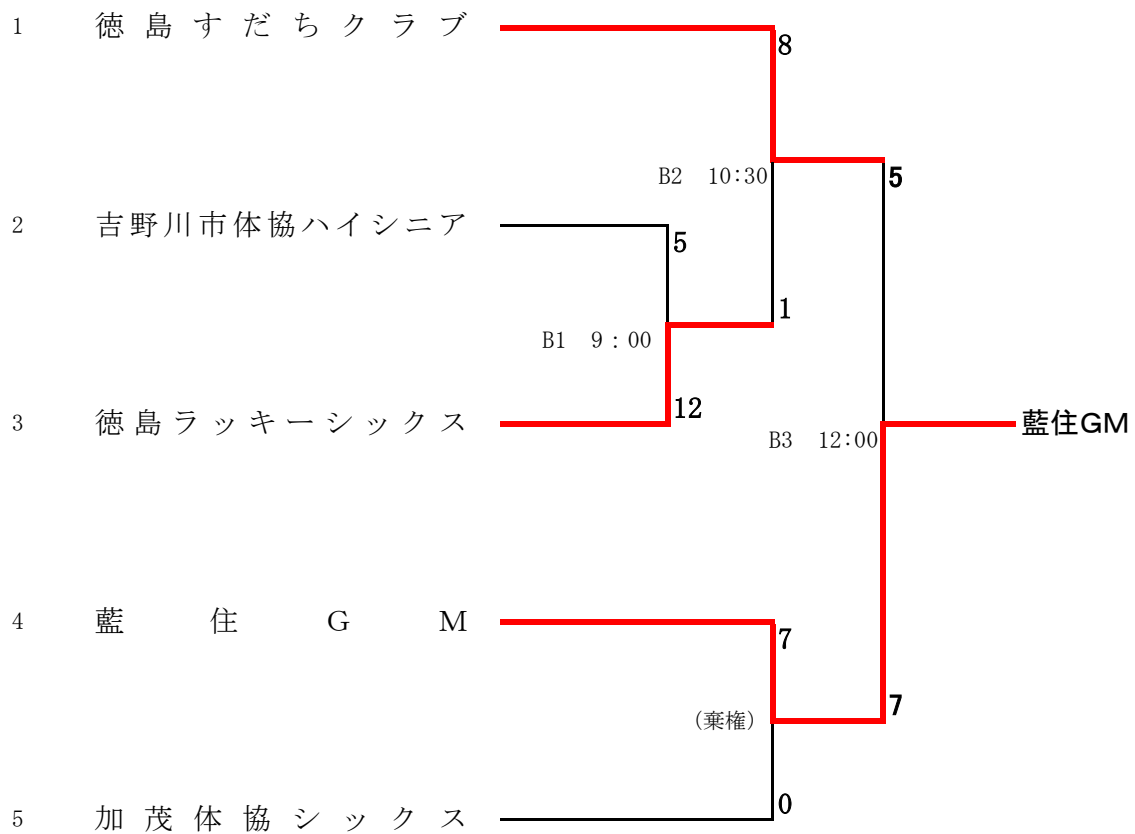 1 徳島すだちクラブ
8
B2 10:30
5
2 吉野川市体協ハイシニア
5
1
B1 9:00
12
3 徳島ラッキーシックス
藍住GM
B3 12:00
4 藍住GM
7
7
(棄権)
0
5 加茂体協シックス